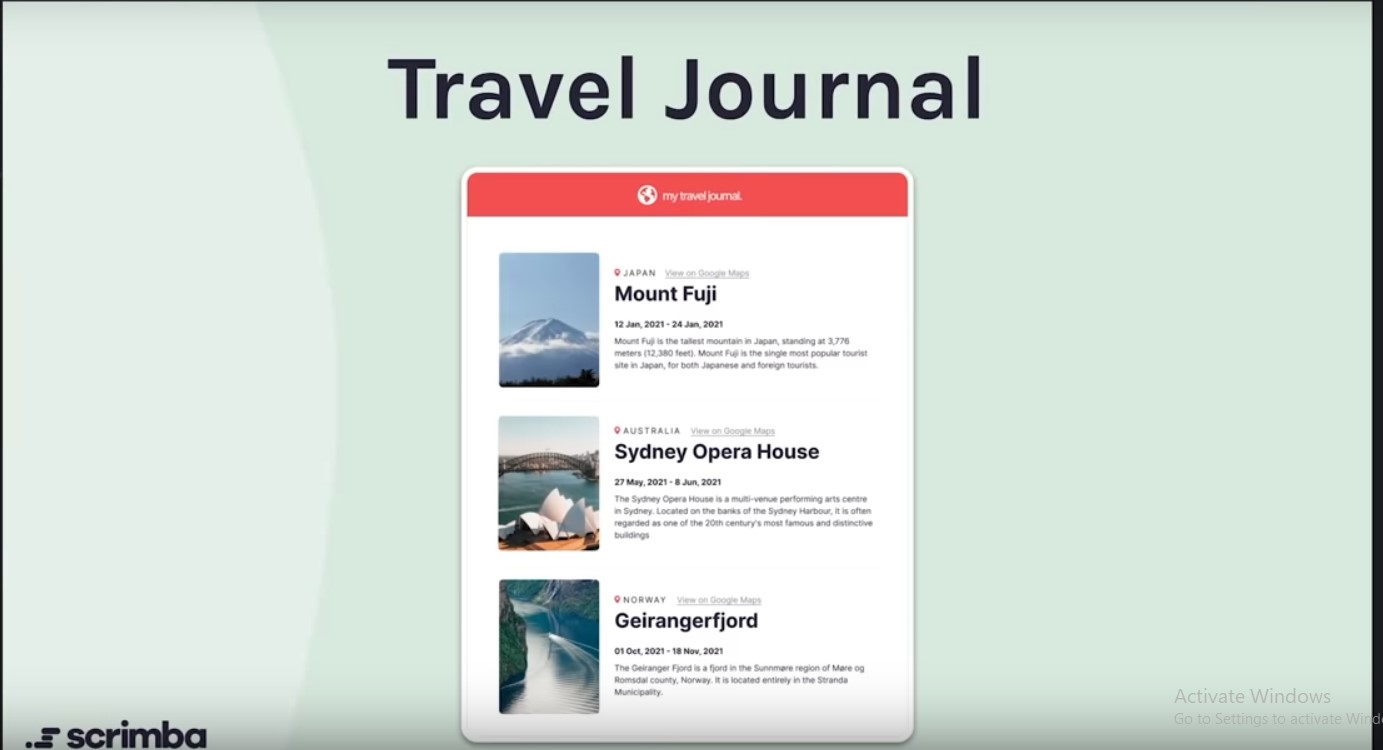 Travel Journal
my travel journal.
JAPAN View on Google Maps
Mount Fuji
12 Jan, 2021 - 24 Jan, 2021
Mount Fuji is the tallest mountain in Japan, standing at 3,776
meters (12,380 feet). Mount Fuji is the single most popular tourist
site in Japan, for both Japanese and foreign tourists.
AUSTRALIA View on Google Maps
Sydney Opera House
27 May, 2021 - 8 Jun, 2021
The Sydney Opera House is a multi-venue performing arts centre
in Sydney. Located on the banks of the Sydney Harbour, it is often
regarded as one of the 20th century's most famous and distinctive
buildings
NORWAY View on Google Maps
Geirangerfjord
01 Oct, 2021 - 18 Nov, 2021
The Geiranger Fjord is a fjord in the Sunnmøre region of Møre og
Romsdal county, Norway. It is located entirely in the Stranda
Municipality.
Activate Windows
Go to Settings to activate Windo
scrimba